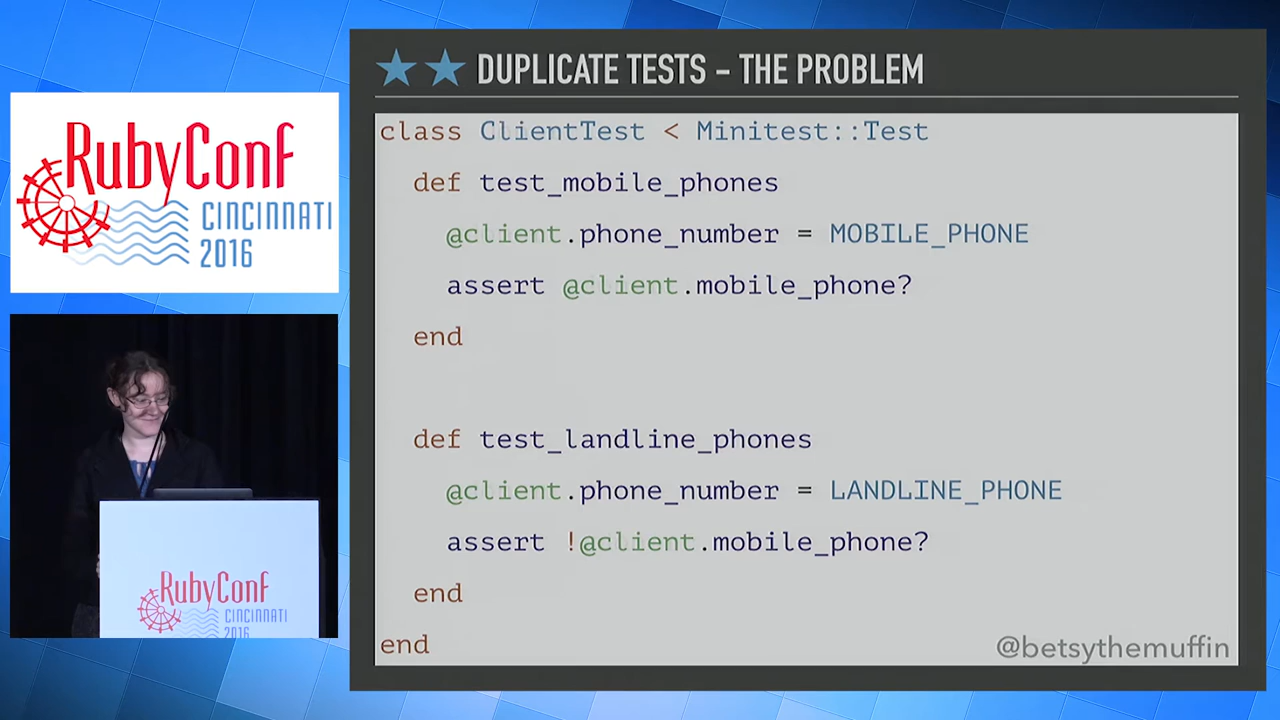 ★★ DUPLICATE TESTS – THE PROBLEM
class ClientTest < Minitest::Test
def test_mobile_phones
@client.phone_number = MOBILE_PHONE
assert @client.mobile_phone?
end
def test_landline_phones
@client.phone_number = LANDLINE_PHONE
assert !@client.mobile_phone?
end
end
@betsythemuffin
RubyConf
CINCINNATI
2016
RubyConf
CINCINNATI
2016